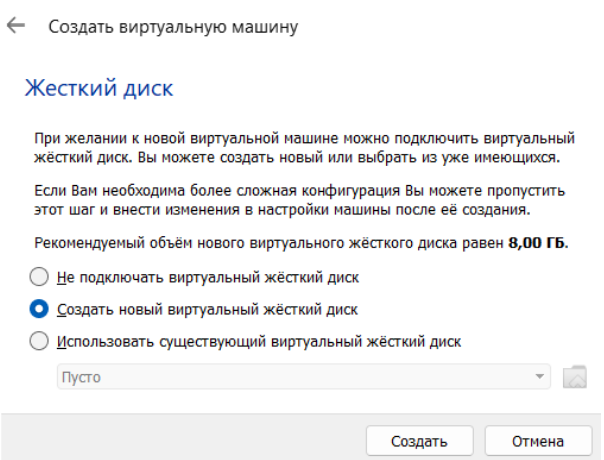 Создать виртуальную машину
Жесткий диск
При желании к новой виртуальной машине можно подключить виртуальный
жёсткий диск. Вы можете создать новый или выбрать из уже имеющихся.
Если Вам необходима более сложная конфигурация Вы можете пропустить
этот шаг и внести изменения в настройки машины после её создания.
Рекомендуемый объём нового виртуального жёсткого диска равен 8,00 ГБ.
Не подключать виртуальный жёсткий диск
Создать новый виртуальный жёсткий диск
Использовать существующий виртуальный жёсткий диск
Пусто
Создать
Отмена